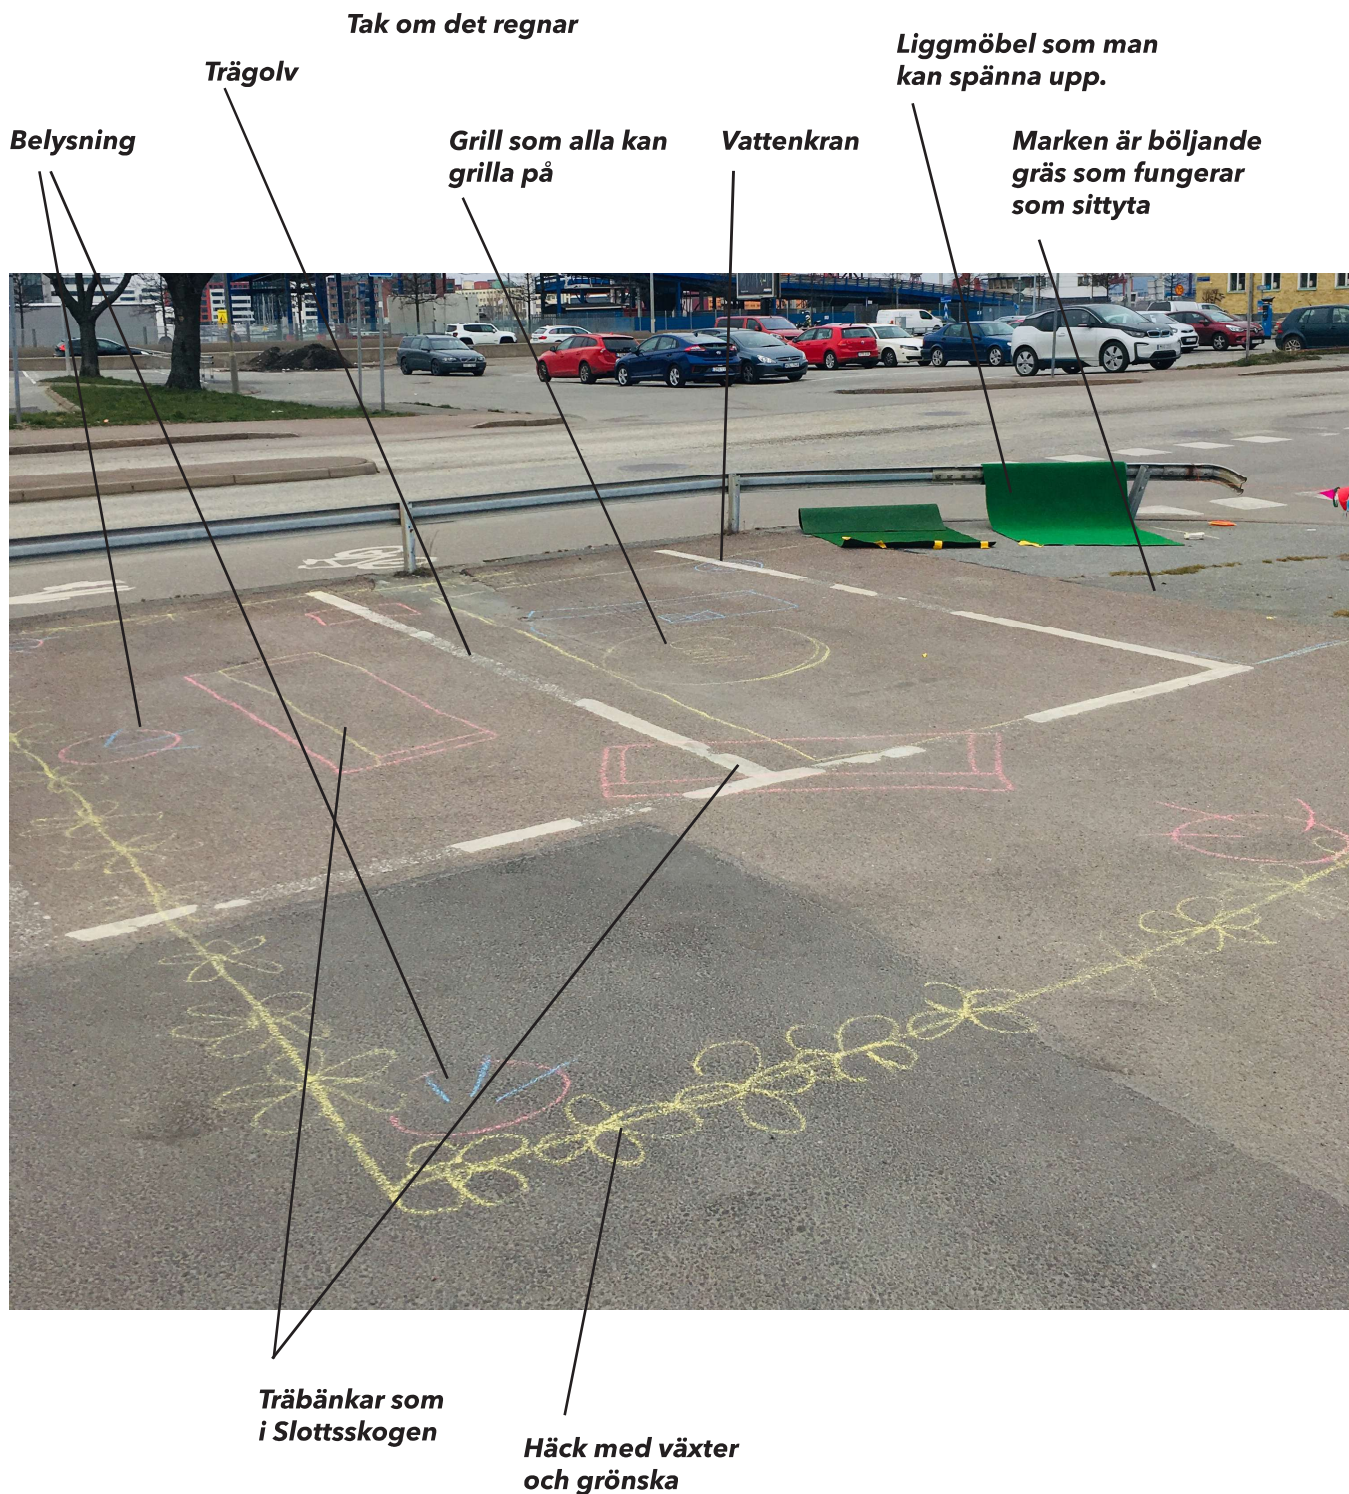 Tak om det regnar
Liggmöbel som man
kan spänna upp.
Trägolv
Belysning
Grill som alla kan
grilla på
Vattenkran
Marken är böljande
gräs som fungerar
som sittyta
Träbänkar som
i Slottsskogen
Häck med växter
och grönska